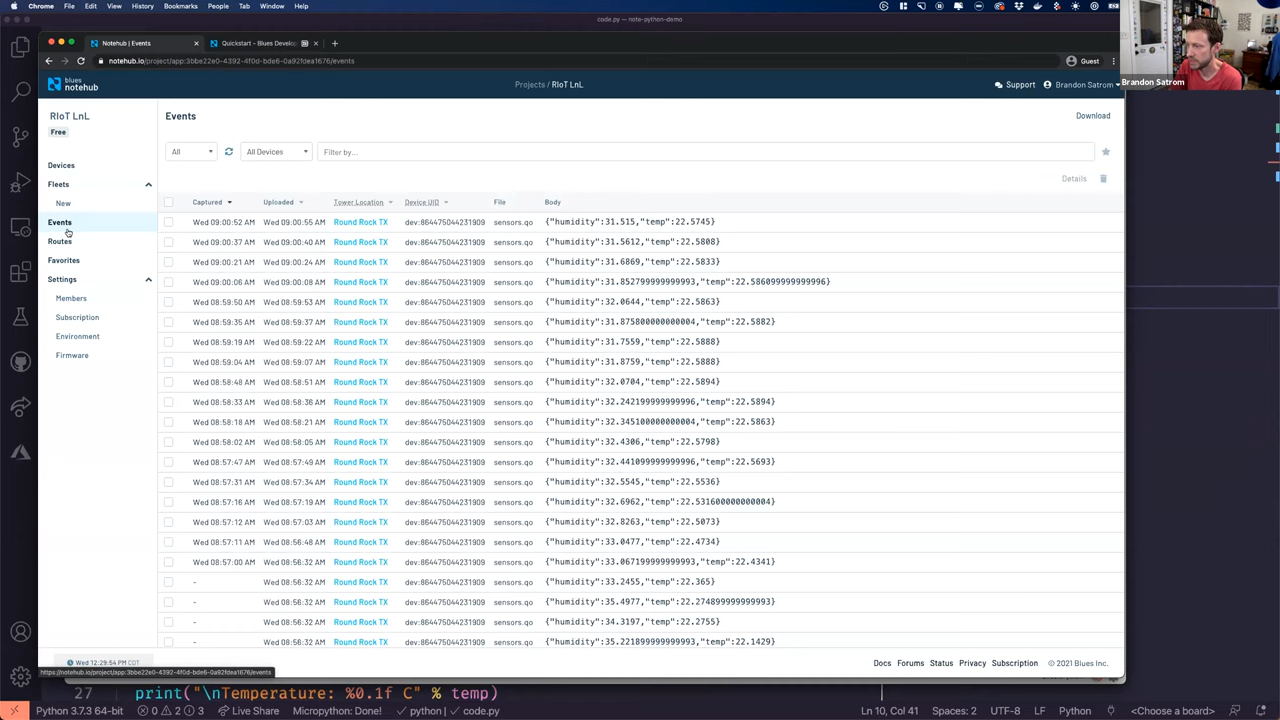 Chrome File Edit View History Bookmarks People Tab Window Help
code.py — note-python-demo
Notehub | Events
Quickstart – Blues Develo
notehub.io/project/app:3bbe22e0-4392-4f0d-bde6-0a92fdea1676/events
Guest
Brandon Satrom
blues
notehub
Projects / RIoT LnL
Support
Brandon Satrom
RIoT LnL
Free
Devices
Fleets
New
Events
Routes
Favorites
Settings
Members
Subscription
Environment
Firmware
Events
Download
All
All Devices
Filter by...
Details
Captured Uploaded Tower Location Device UID File Body
Wed 09:00:52 AM Wed 09:00:55 AM Round Rock TX dev:864475044231909 sensors.qo {"humidity":31.515,"temp":22.5745}
Wed 09:00:37 AM Wed 09:00:40 AM Round Rock TX dev:864475044231909 sensors.qo {"humidity":31.5612,"temp":22.5808}
Wed 09:00:21 AM Wed 09:00:24 AM Round Rock TX dev:864475044231909 sensors.qo {"humidity":31.6869,"temp":22.5833}
Wed 09:00:06 AM Wed 09:00:08 AM Round Rock TX dev:864475044231909 sensors.qo {"humidity":31.852799999999993,"temp":22.586099999999996}
Wed 08:59:50 AM Wed 08:59:53 AM Round Rock TX dev:864475044231909 sensors.qo {"humidity":32.0644,"temp":22.5863}
Wed 08:59:35 AM Wed 08:59:37 AM Round Rock TX dev:864475044231909 sensors.qo {"humidity":31.875800000000004,"temp":22.5882}
Wed 08:59:19 AM Wed 08:59:22 AM Round Rock TX dev:864475044231909 sensors.qo {"humidity":31.7559,"temp":22.5888}
Wed 08:59:04 AM Wed 08:59:07 AM Round Rock TX dev:864475044231909 sensors.qo {"humidity":31.8759,"temp":22.5888}
Wed 08:58:48 AM Wed 08:58:51 AM Round Rock TX dev:864475044231909 sensors.qo {"humidity":32.0704,"temp":22.5894}
Wed 08:58:33 AM Wed 08:58:36 AM Round Rock TX dev:864475044231909 sensors.qo {"humidity":32.242199999999996,"temp":22.5894}
Wed 08:58:18 AM Wed 08:58:21 AM Round Rock TX dev:864475044231909 sensors.qo {"humidity":32.345100000000004,"temp":22.5863}
Wed 08:58:02 AM Wed 08:58:05 AM Round Rock TX dev:864475044231909 sensors.qo {"humidity":32.4306,"temp":22.5798}
Wed 08:57:47 AM Wed 08:57:49 AM Round Rock TX dev:864475044231909 sensors.qo {"humidity":32.441099999999996,"temp":22.5693}
Wed 08:57:31 AM Wed 08:57:34 AM Round Rock TX dev:864475044231909 sensors.qo {"humidity":32.5545,"temp":22.5536}
Wed 08:57:16 AM Wed 08:57:19 AM Round Rock TX dev:864475044231909 sensors.qo {"humidity":32.6962,"temp":22.531600000000004}
Wed 08:57:12 AM Wed 08:57:03 AM Round Rock TX dev:864475044231909 sensors.qo {"humidity":32.8263,"temp":22.5073}
Wed 08:57:11 AM Wed 08:56:48 AM Round Rock TX dev:864475044231909 sensors.qo {"humidity":33.0477,"temp":22.4734}
Wed 08:57:00 AM Wed 08:56:32 AM Round Rock TX dev:864475044231909 sensors.qo {"humidity":33.067199999999993,"temp":22.4341}
- Wed 08:56:32 AM Round Rock TX dev:864475044231909 sensors.qo {"humidity":33.2455,"temp":22.365}
- Wed 08:56:32 AM Round Rock TX dev:864475044231909 sensors.qo {"humidity":35.4977,"temp":22.274899999999993}
- Wed 08:56:32 AM Round Rock TX dev:864475044231909 sensors.qo {"humidity":34.3197,"temp":22.2755}
- Wed 08:56:32 AM Round Rock TX dev:864475044231909 sensors.qo {"humidity":35.221899999999993,"temp":22.1429}
Wed 12:29:54 PM CDT
Docs Forums Status Privacy Subscription © 2021 Blues Inc.
https://notehub.io/project/app:3bbe22e0-4392-4f0d-bde6-0a92fdea1676/events
27 print("\nTemperature: %0.1f C" % temp)
Python 3.7.3 64-bit 0 2 3 Live Share Micropython: Done! python | code.py Ln 10, Col 41 Spaces: 2 UTF-8 LF Python <Choose a board>